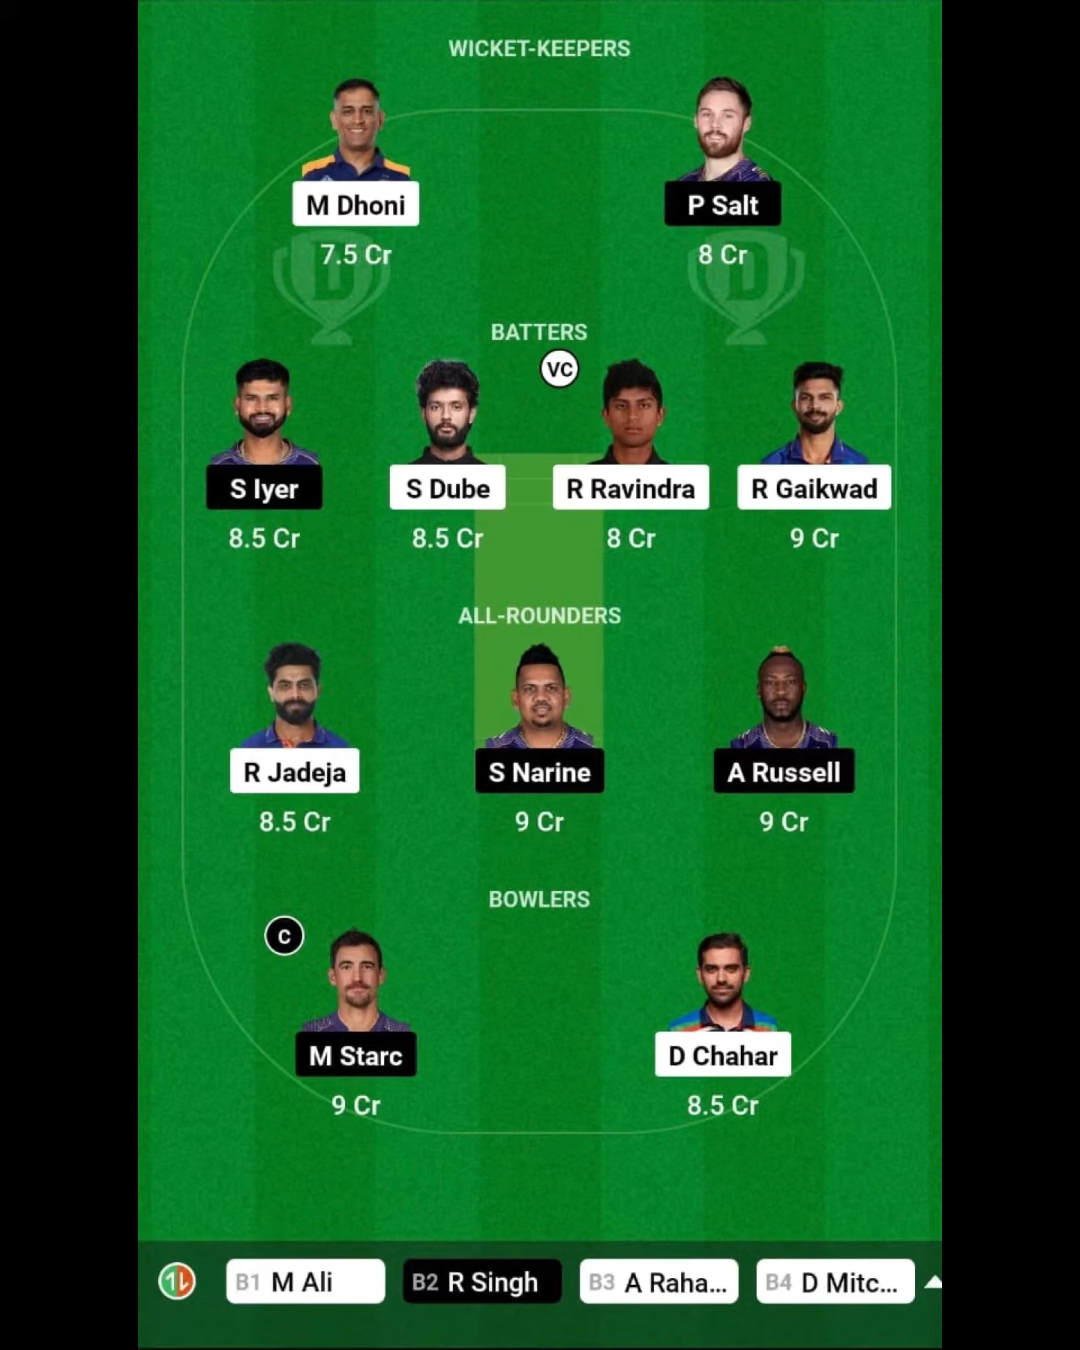 WICKET-KEEPERS
M Dhoni P Salt
7.5 Cr 8 Cr
BATTERS
VC
S Iyer S Dube R Ravindra R Gaikwad
8.5 Cr 8.5 Cr 8 Cr 9 Cr
ALL-ROUNDERS
R Jadeja S Narine A Russell
8.5 Cr 9 Cr 9 Cr
BOWLERS
C
M Starc D Chahar
9 Cr 8.5 Cr
B1 M Ali B2 R Singh B3 A Raha... B4 D Mitc...